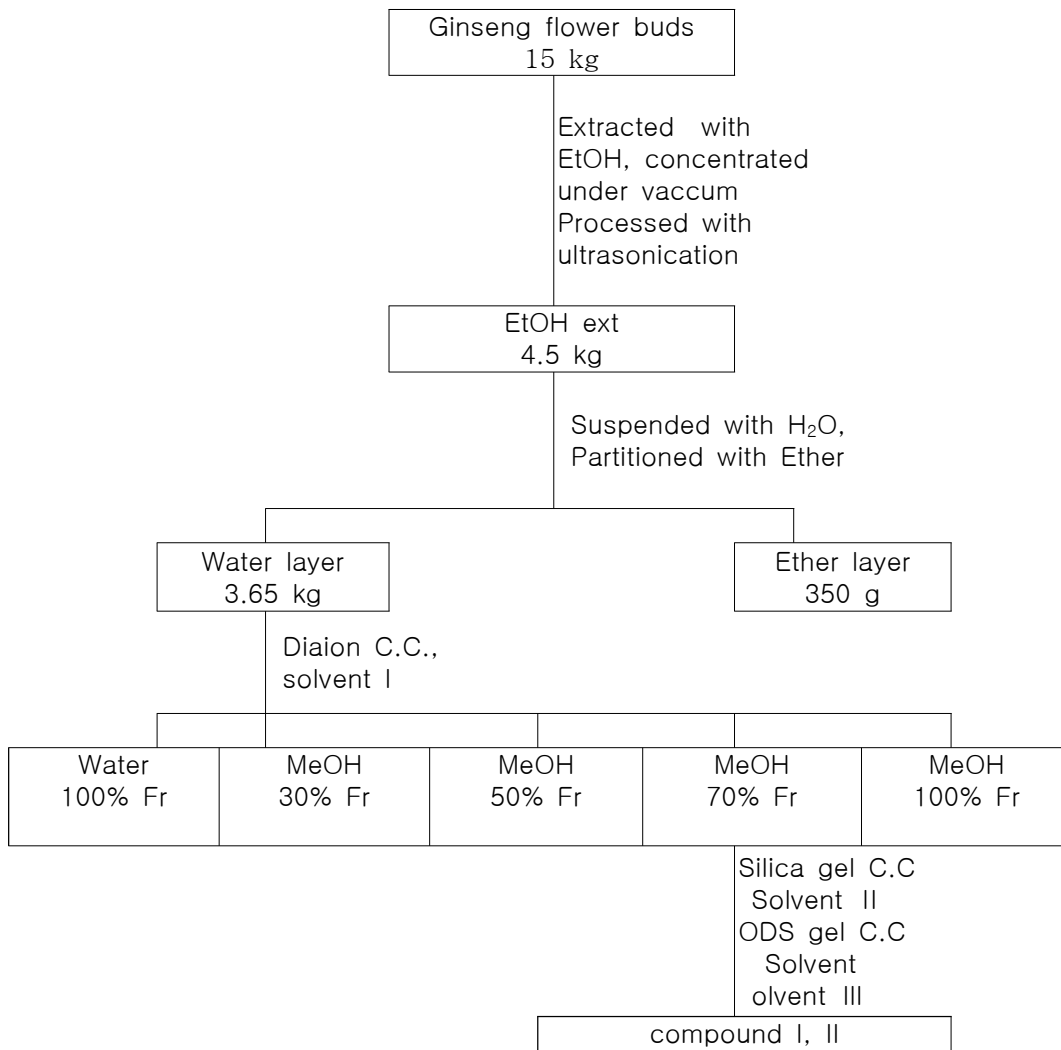 Ginseng flower buds
15 kg
Extracted with
EtOH, concentrated
under vaccum
Processed with
ultrasonication
EtOH ext
4.5 kg
Suspended with H₂O,
Partitioned with Ether
Water layer
3.65 kg
Ether layer
350 g
Diaion C.C.,
solvent I
Water
100% Fr
MeOH
30% Fr
MeOH
50% Fr
MeOH
70% Fr
MeOH
100% Fr
Silica gel C.C
Solvent II
ODS gel C.C
Solvent
olvent III
compound I, II